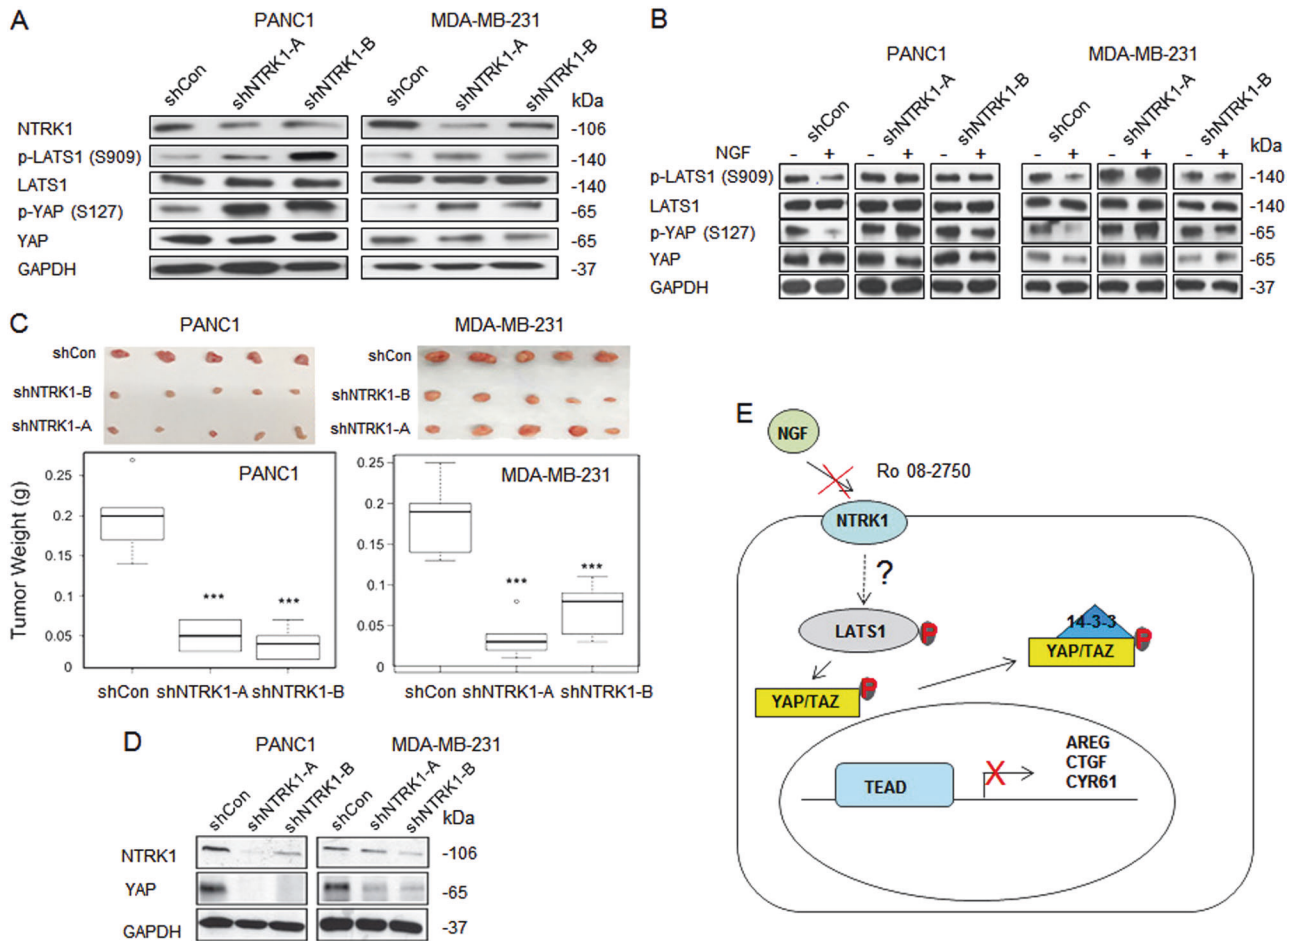 A
PANC1
MDA-MB-231
shCon
shNTRK1-A
shNTRK1-B
shCon
shNTRK1-A
shNTRK1-B
kDa
NTRK1
-106
p-LATS1 (S909)
-140
LATS1
-140
p-YAP (S127)
-65
YAP
-65
GAPDH
-37
B
PANC1
MDA-MB-231
shCon
shNTRK1-A
shNTRK1-B
shCon
shNTRK1-A
shNTRK1-B
kDa
NGF
- + - + - + - + - + - +
p-LATS1 (S909)
-140
LATS1
-140
p-YAP (S127)
-65
YAP
-65
GAPDH
-37
C
PANC1
MDA-MB-231
shCon
shNTRK1-B
shNTRK1-A
shCon
shNTRK1-B
shNTRK1-A
Tumor Weight (g)
PANC1
0.25
0.2
0.15
0.1
0.05
0
***
***
shCon
shNTRK1-A
shNTRK1-B
MDA-MB-231
0.25
0.2
0.15
0.1
0.05
0
***
***
shCon
shNTRK1-A
shNTRK1-B
D
PANC1
MDA-MB-231
shCon
shNTRK1-A
shNTRK1-B
shCon
shNTRK1-A
shNTRK1-B
kDa
NTRK1
-106
YAP
-65
GAPDH
-37
E
NGF
Ro 08-2750
NTRK1
?
LATS1
P
14-3-3
YAP/TAZ
P
YAP/TAZ
P
AREG
CTGF
CYR61
X
TEAD